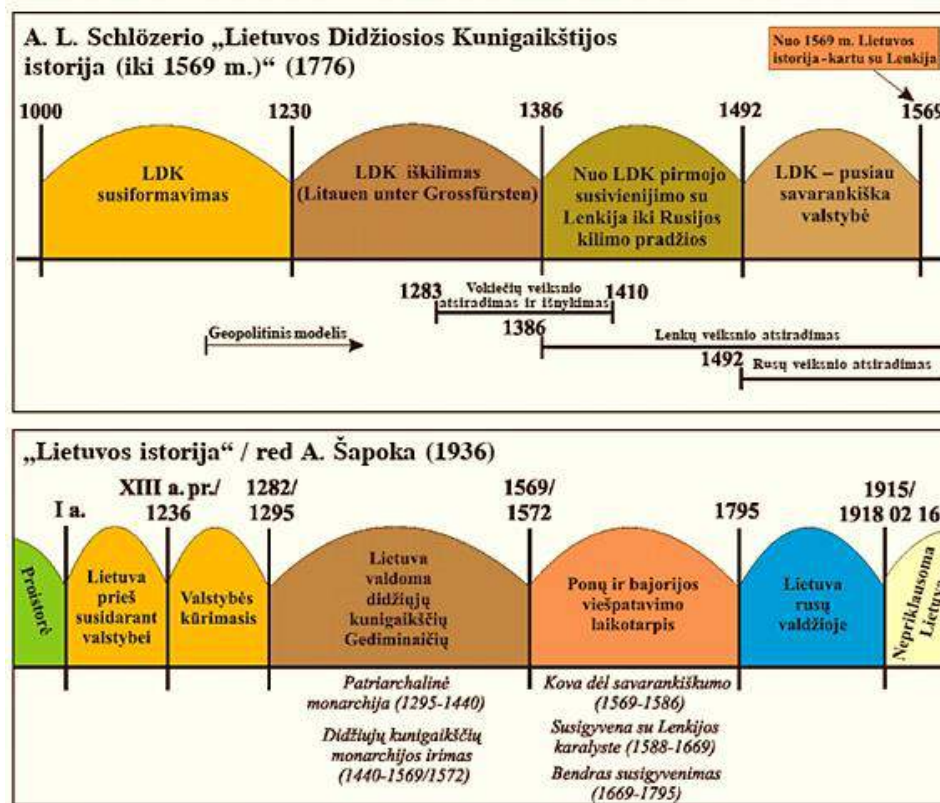 A. L. Schlözerio „Lietuvos Didžiosios Kunigaikštijos
istorija (iki 1569 m.)“ (1776)
Nuo 1569 m. Lietuvos
istorija-kartu su Lenkija
1000
1230
1386
1492
1569
LDK
susiformavimas
LDK iškilimas
(Litauen unter Grossfürsten)
Nuo LDK pirmojo
susivienijimo su
Lenkija iki Rusijos
kilimo pradžios
LDK – pusiau
savarankiška
valstybė
1283
Vokiečių veiksnio
atsiradimas ir išnykimas
1410
Geopolitinis modelis
1386
Lenkų veiksnio atsiradimas
1492
Rusų veiksnio atsiradimas
„Lietuvos istorija“ / red A. Šapoka (1936)
I a.
XIII a. pr./
1236
1282/
1295
1569/
1572
1795
1915/
1918 02 16
Proistorė
Lietuva
prieš
susidarant
valstybei
Valstybės
kūrimasis
Lietuva
valdoma
didžiųjų
kunigaikščių
Gediminaičių
Ponų ir bajorijos
viešpatavimo
laikotarpis
Lietuva
rusų
valdžioje
Nepriklausoma
Lietuva
Patriarchalinė
monarchija (1295-1440)
Didžiujų kunigaikščių
monarchijos irimas
(1440-1569/1572)
Kova dėl savarankiškumo
(1569-1586)
Susigyvena su Lenkijos
karalyste (1588-1669)
Bendras susigyvenimas
(1669-1795)